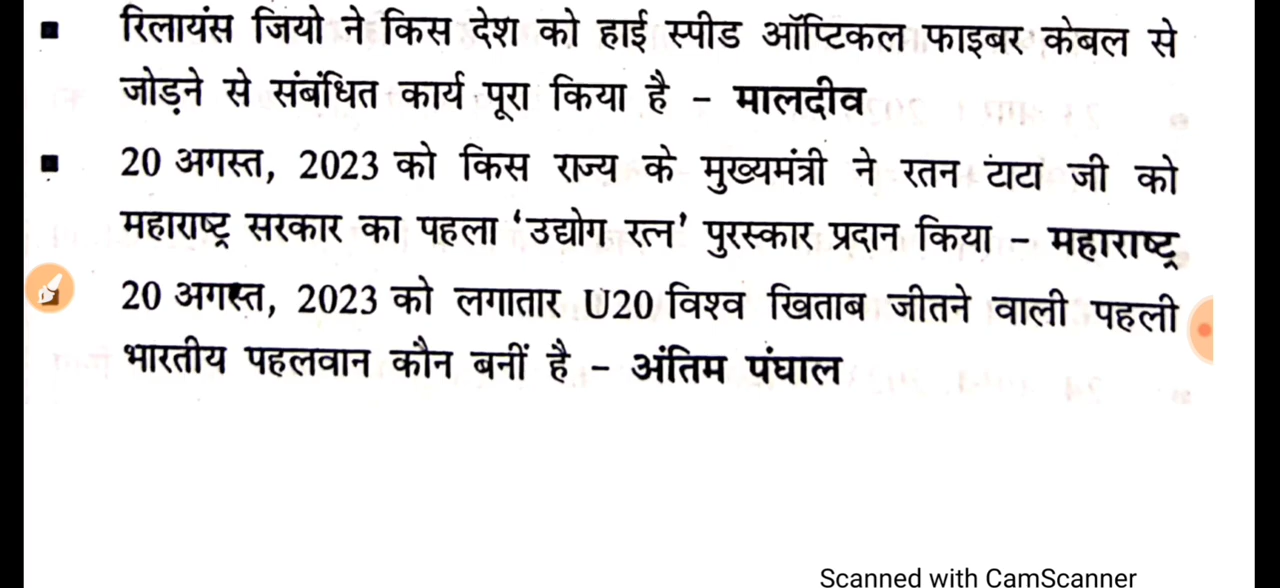 रिलायंस जियो ने किस देश को हाई स्पीड ऑप्टिकल फाइबर केबल से
जोड़ने से संबंधित कार्य पूरा किया है - मालदीव
20 अगस्त, 2023 को किस राज्य के मुख्यमंत्री ने रतन टाटा जी को
महाराष्ट्र सरकार का पहला ‘उद्योग रत्न’ पुरस्कार प्रदान किया - महाराष्ट्र
20 अगस्त, 2023 को लगातार U20 विश्व खिताब जीतने वाली पहली
भारतीय पहलवान कौन बनीं है - अंतिम पंघाल
Scanned with CamScanner